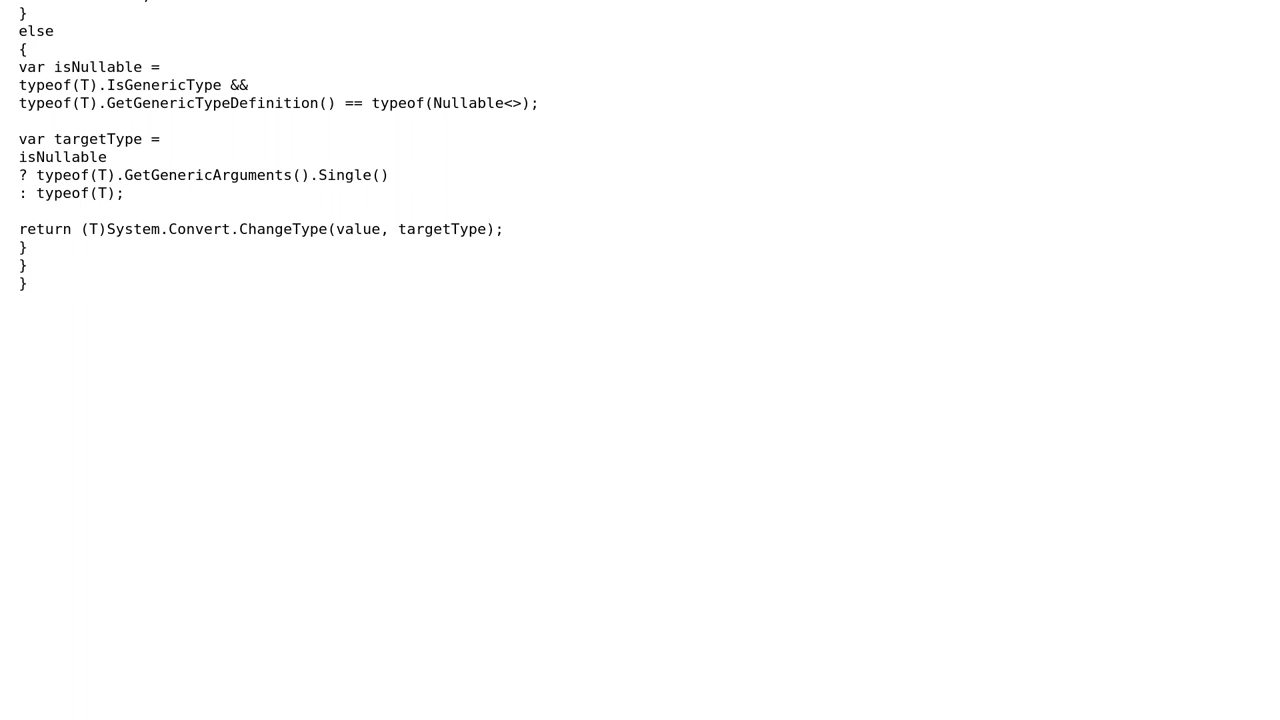 }
else
{
var isNullable =
typeof(T).IsGenericType &&
typeof(T).GetGenericTypeDefinition() == typeof(Nullable<>);
var targetType =
isNullable
? typeof(T).GetGenericArguments().Single()
: typeof(T);
return (T)System.Convert.ChangeType(value, targetType);
}
}
}